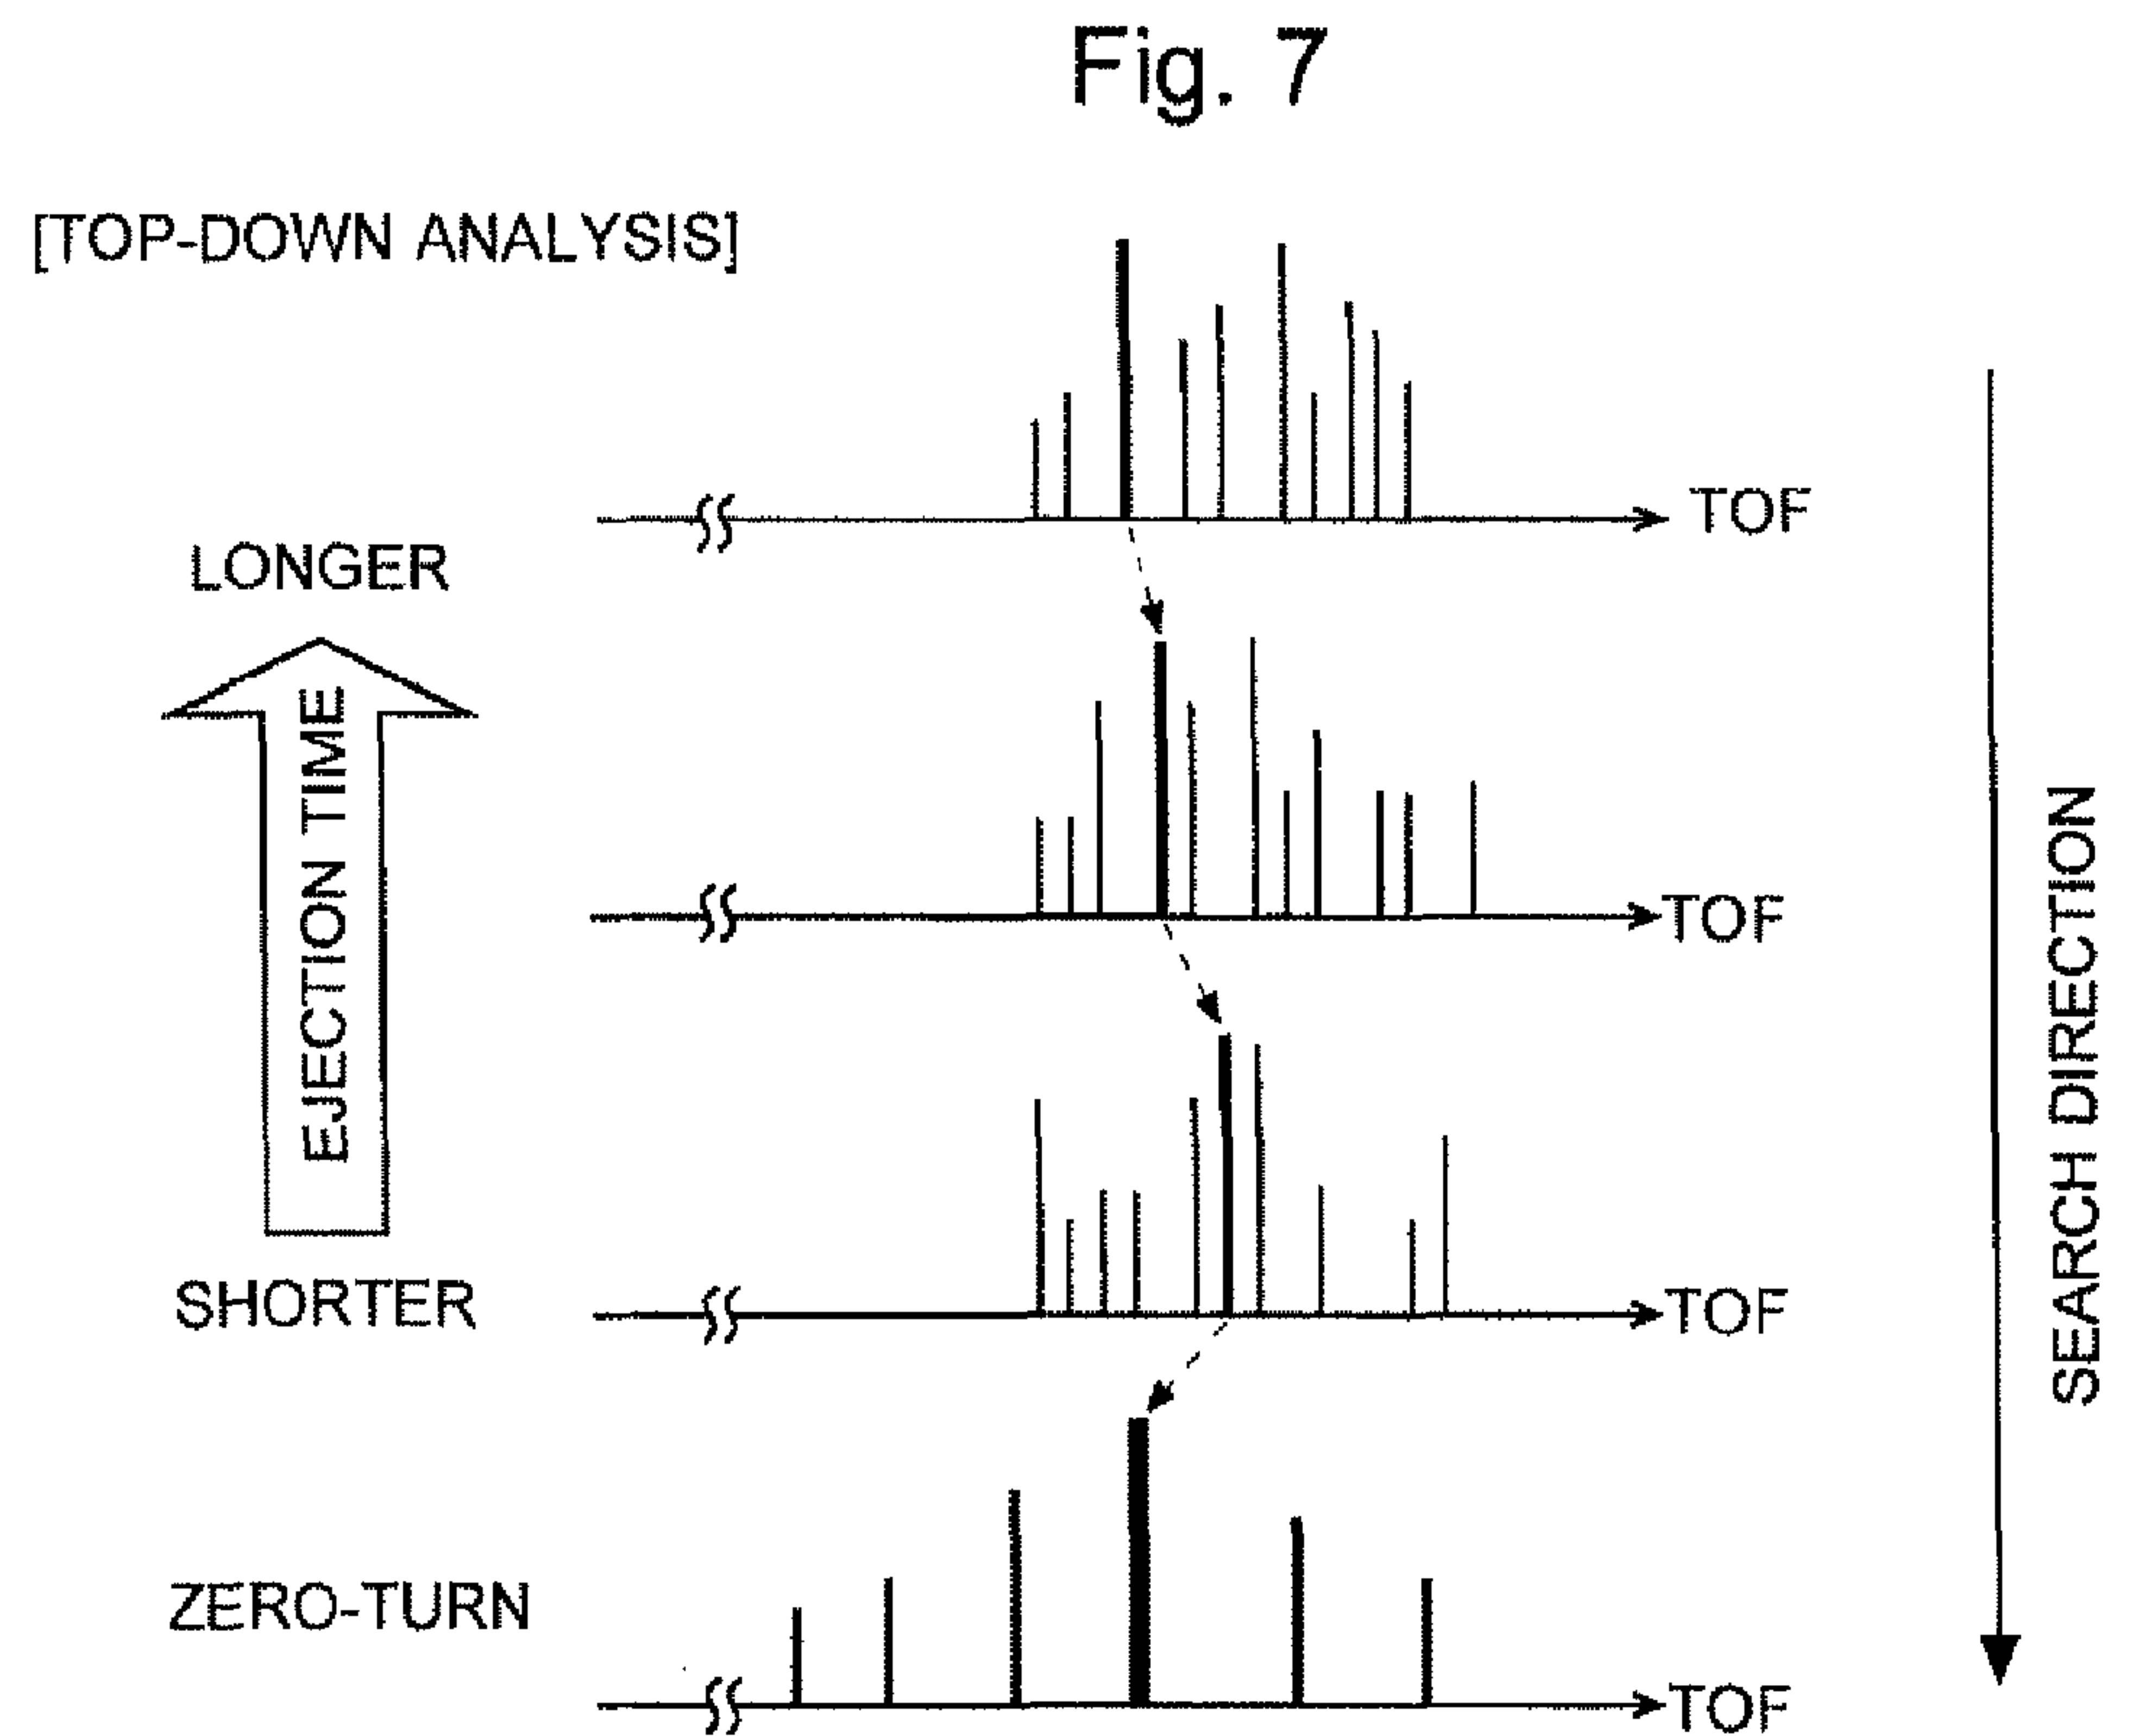 Fig. 7
[TOP-DOWN ANALYSIS]
TOF
LONGER
EJECTION TIME
TOF
SEARCH DIRECTION
SHORTER
TOF
ZERO-TURN
TOF